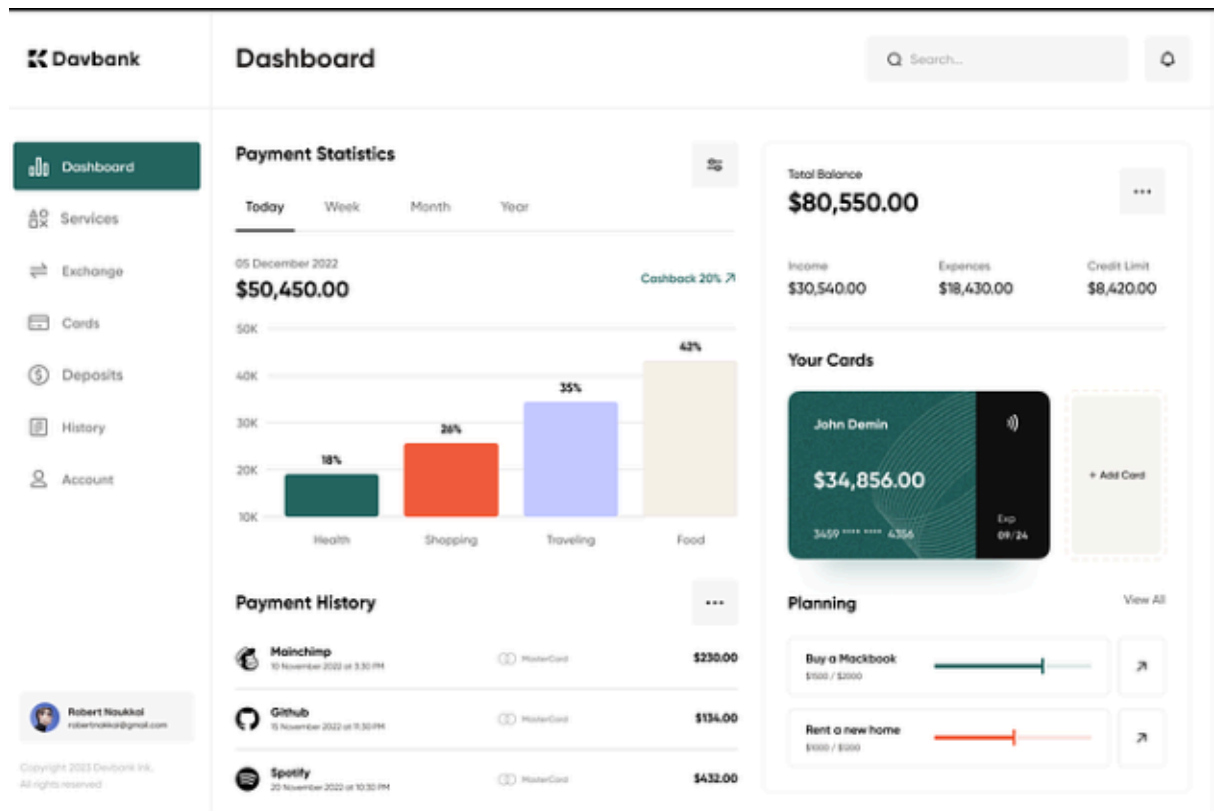 Davbank
Dashboard
Search...
Dashboard
Services
Exchange
Cards
Deposits
History
Account
Robert Naukkal
robertnakkal@gmail.com
Copyright 2023 Davbank Ink.
All rights reserved
Payment Statistics
Today Week Month Year
05 December 2022
$50,450.00
Cashback 20%
50K
40K
30K
20K
10K
18%
26%
35%
42%
Health Shopping Traveling Food
Payment History
Mainchimp
10 November 2022 at 3:30 PM
MasterCard
$230.00
Github
15 November 2022 at 11:30 PM
MasterCard
$134.00
Spotify
20 November 2022 at 10:30 PM
MasterCard
$432.00
Total Balance
$80,550.00
Income Expences Credit Limit
$30,540.00 $18,430.00 $8,420.00
Your Cards
John Demin
$34,856.00
3459 **** **** 4356
Exp
09/24
+ Add Card
Planning
View All
Buy a Mackbook
$1500 / $2000
Rent a new home